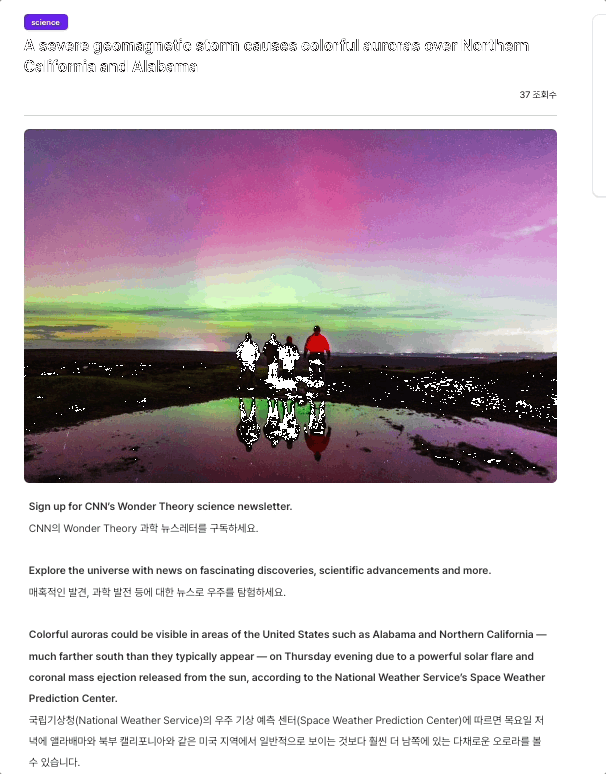 science
A severe geomagnetic storm causes colorful auroras over Northern
California and Alabama
37 조회수
Sign up for CNN’s Wonder Theory science newsletter.
CNN의 Wonder Theory 과학 뉴스레터를 구독하세요.
Explore the universe with news on fascinating discoveries, scientific advancements and more.
매혹적인 발견, 과학 발전 등에 대한 뉴스로 우주를 탐험하세요.
Colorful auroras could be visible in areas of the United States such as Alabama and Northern California —
much farther south than they typically appear — on Thursday evening due to a powerful solar flare and
coronal mass ejection released from the sun, according to the National Weather Service’s Space Weather
Prediction Center.
국립기상청(National Weather Service)의 우주 기상 예측 센터(Space Weather Prediction Center)에 따르면 목요일 저
녁에 앨라배마와 북부 캘리포니아와 같은 미국 지역에서 일반적으로 보이는 것보다 훨씬 더 남쪽에 있는 다채로운 오로라를 볼
수 있습니다.